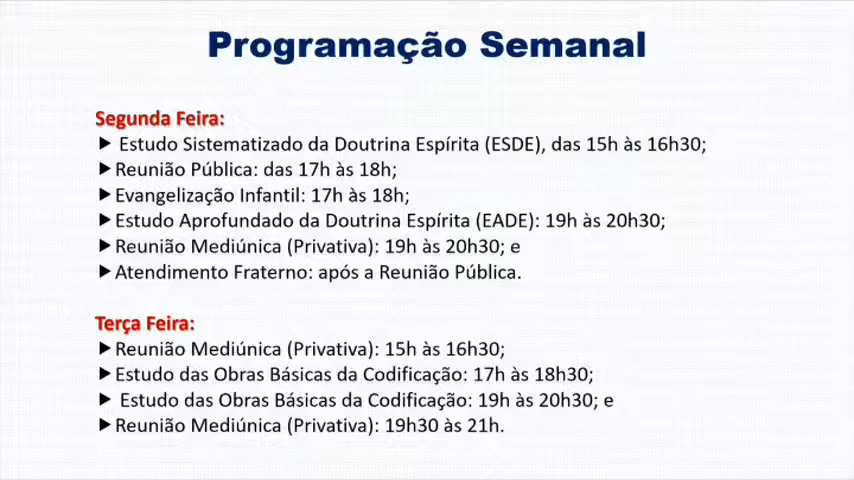 Programação Semanal
Segunda Feira:
▶ Estudo Sistematizado da Doutrina Espírita (ESDE), das 15h às 16h30;
▶Reunião Pública: das 17h às 18h;
▶Evangelização Infantil: 17h às 18h;
▶Estudo Aprofundado da Doutrina Espírita (EADE): 19h às 20h30;
▶Reunião Mediúnica (Privativa): 19h às 20h30; e
▶Atendimento Fraterno: após a Reunião Pública.
Terça Feira:
▶Reunião Mediúnica (Privativa): 15h às 16h30;
▶Estudo das Obras Básicas da Codificação: 17h às 18h30;
▶ Estudo das Obras Básicas da Codificação: 19h às 20h30; e
▶Reunião Mediúnica (Privativa): 19h30 às 21h.